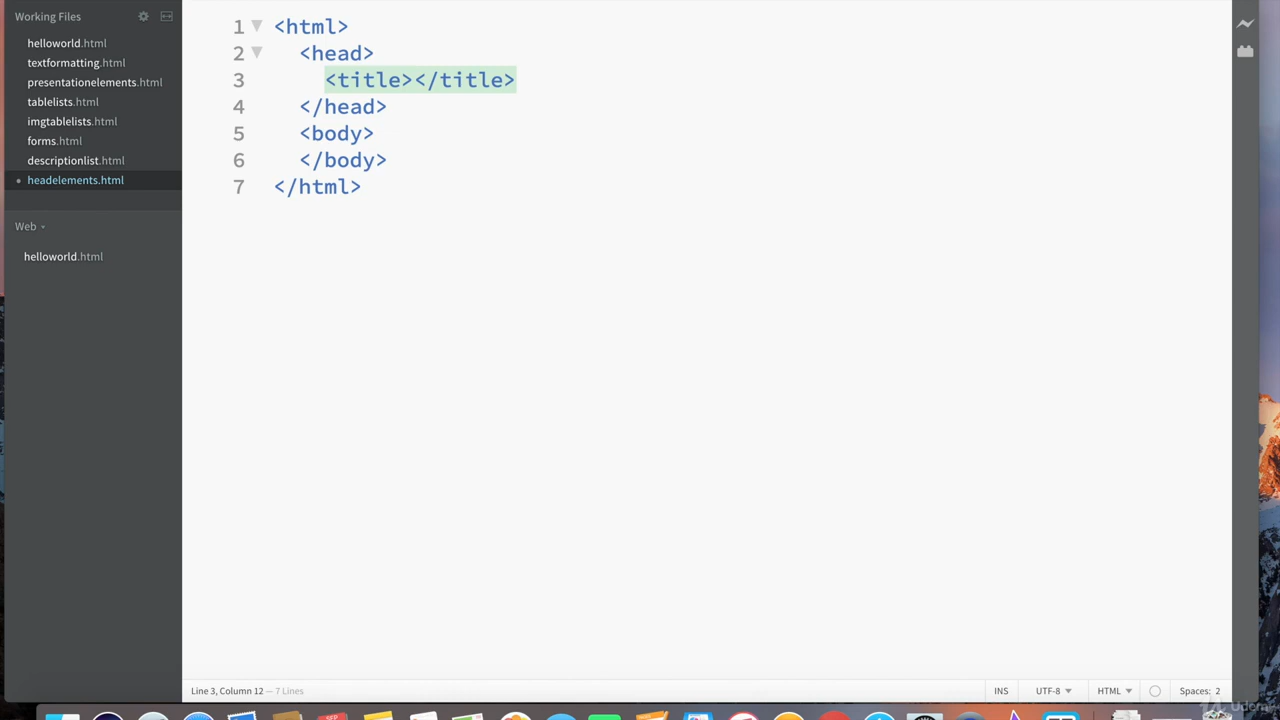 Working Files
helloworld.html
textformatting.html
presentationelements.html
tablelists.html
imgtablelists.html
forms.html
descriptionlist.html
headelements.html
Web
helloworld.html
1 <html>
2 <head>
3 <title></title>
4 </head>
5 <body>
6 </body>
7 </html>
Line 3, Column 12 — 7 Lines
INS UTF-8 HTML Spaces: 2
Udemy